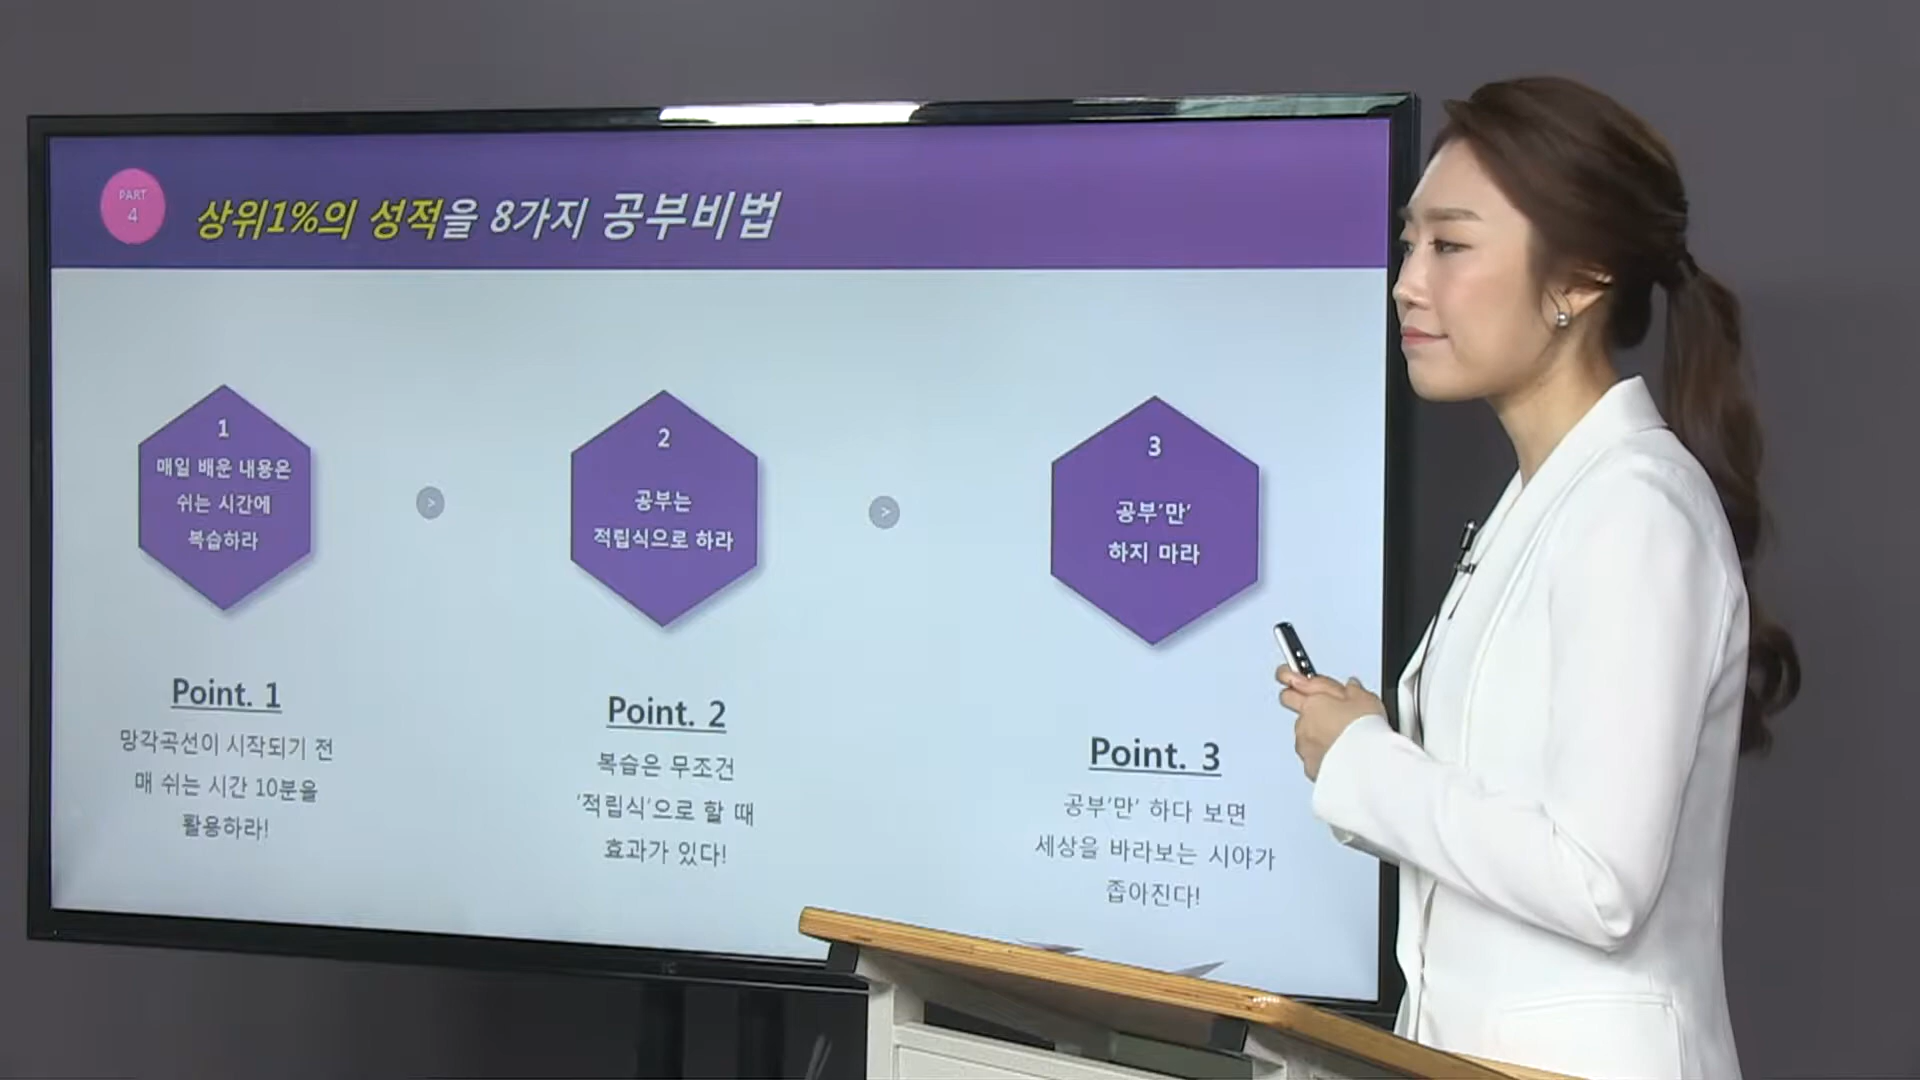 PART
4
상위1%의 성적을 8가지 공부비법
1
매일 배운 내용은
쉬는 시간에
복습하라
>
2
공부는
적립식으로 하라
>
3
공부'만'
하지 마라
Point. 1
망각곡선이 시작되기 전
매 쉬는 시간 10분을
활용하라!
Point. 2
복습은 무조건
'적립식'으로 할 때
효과가 있다!
Point. 3
공부'만' 하다 보면
세상을 바라보는 시야가
좁아진다!